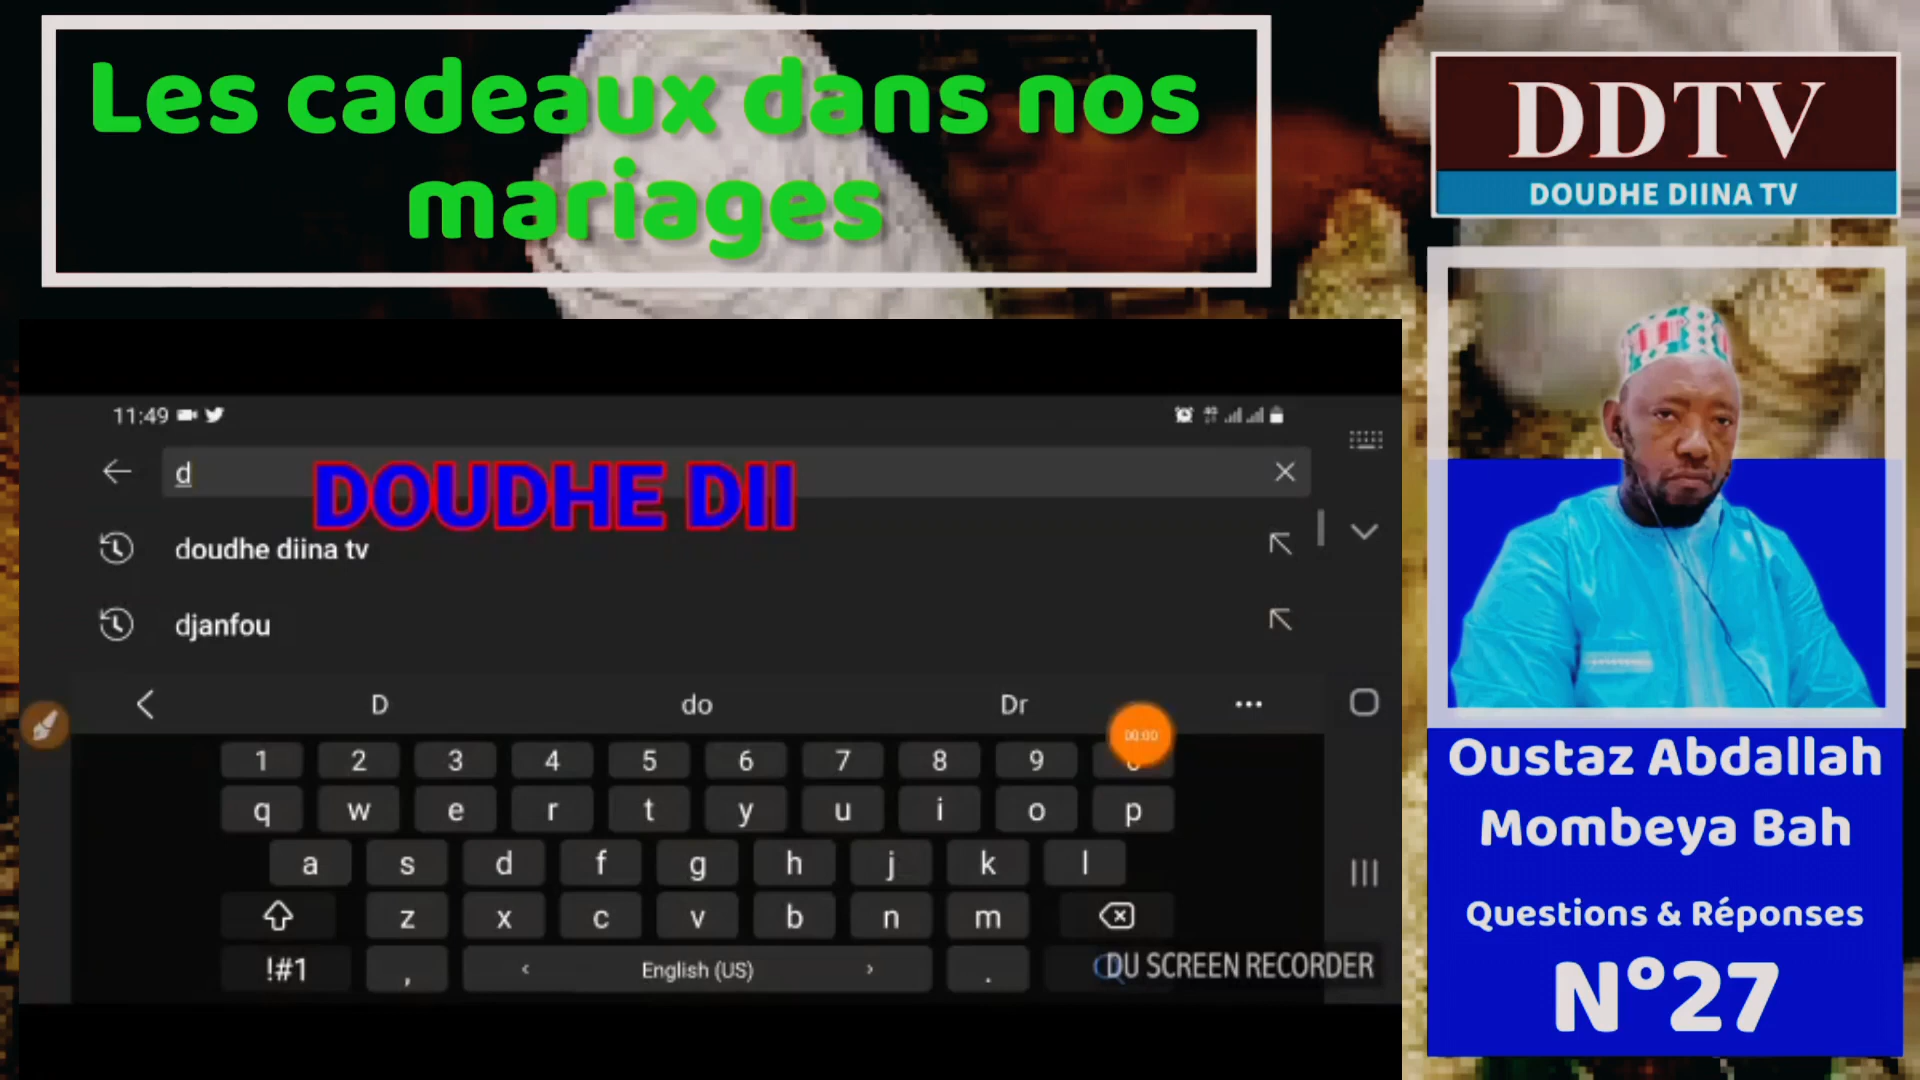 Les cadeaux dans nos
mariages
DDTV
DOUDHE DIINA TV
11:49
d
DOUDHE DII
doudhe diina tv
djanfou
D do Dr
00:00
1 2 3 4 5 6 7 8 9
q w e r t y u i o p
a s d f g h j k l
z x c v b n m
!#1 , English (US) .
DU SCREEN RECORDER
Oustaz Abdallah
Mombeya Bah
Questions & Réponses
N°27